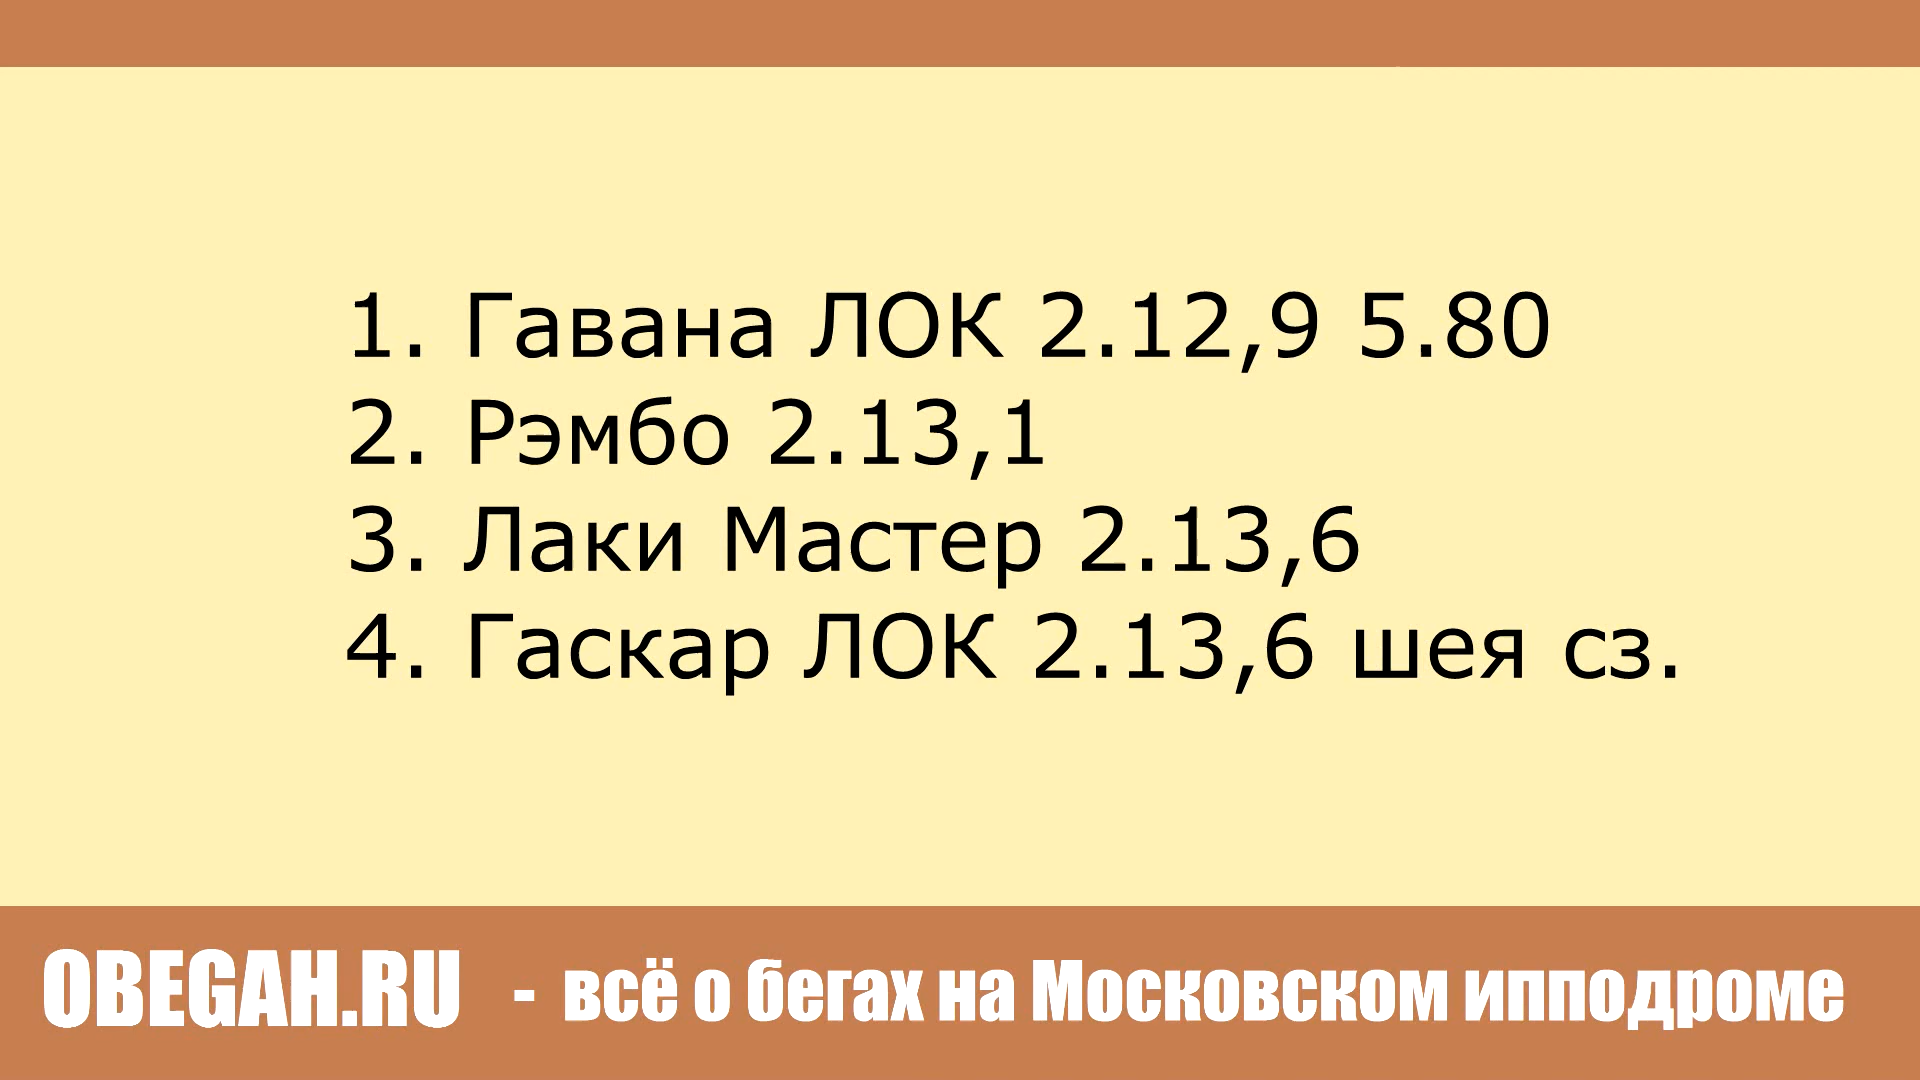 1. Гавана ЛОК 2.12,9 5.80
2. Рэмбо 2.13,1
3. Лаки Мастер 2.13,6
4. Гаскар ЛОК 2.13,6 шея сз.
OBEGAH.RU - всё о бегах на Московском ипподроме